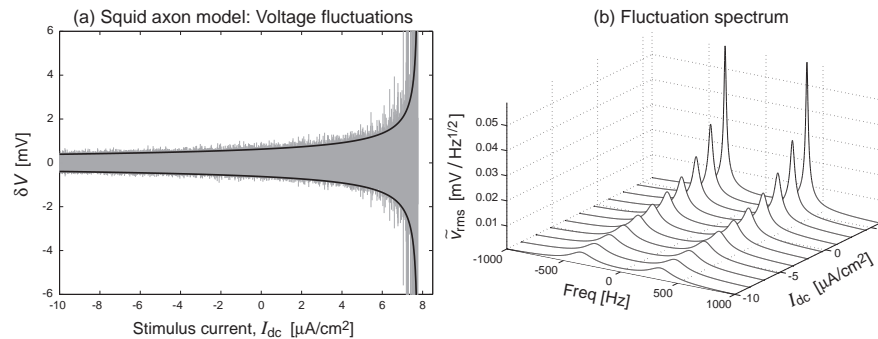 (a) Squid axon model: Voltage fluctuations
6
4
2
0
-2
-4
-6
δV [mV]
-10 -8 -6 -4 -2 0 2 4 6 8
Stimulus current, Idc [μA/cm²]
(b) Fluctuation spectrum
0.05
0.04
0.03
0.02
0.01
ṽrms [mV / Hz1/2]
-1000 -500 0 500 1000
Freq [Hz]
-10 -5 0
Idc [μA/cm²]